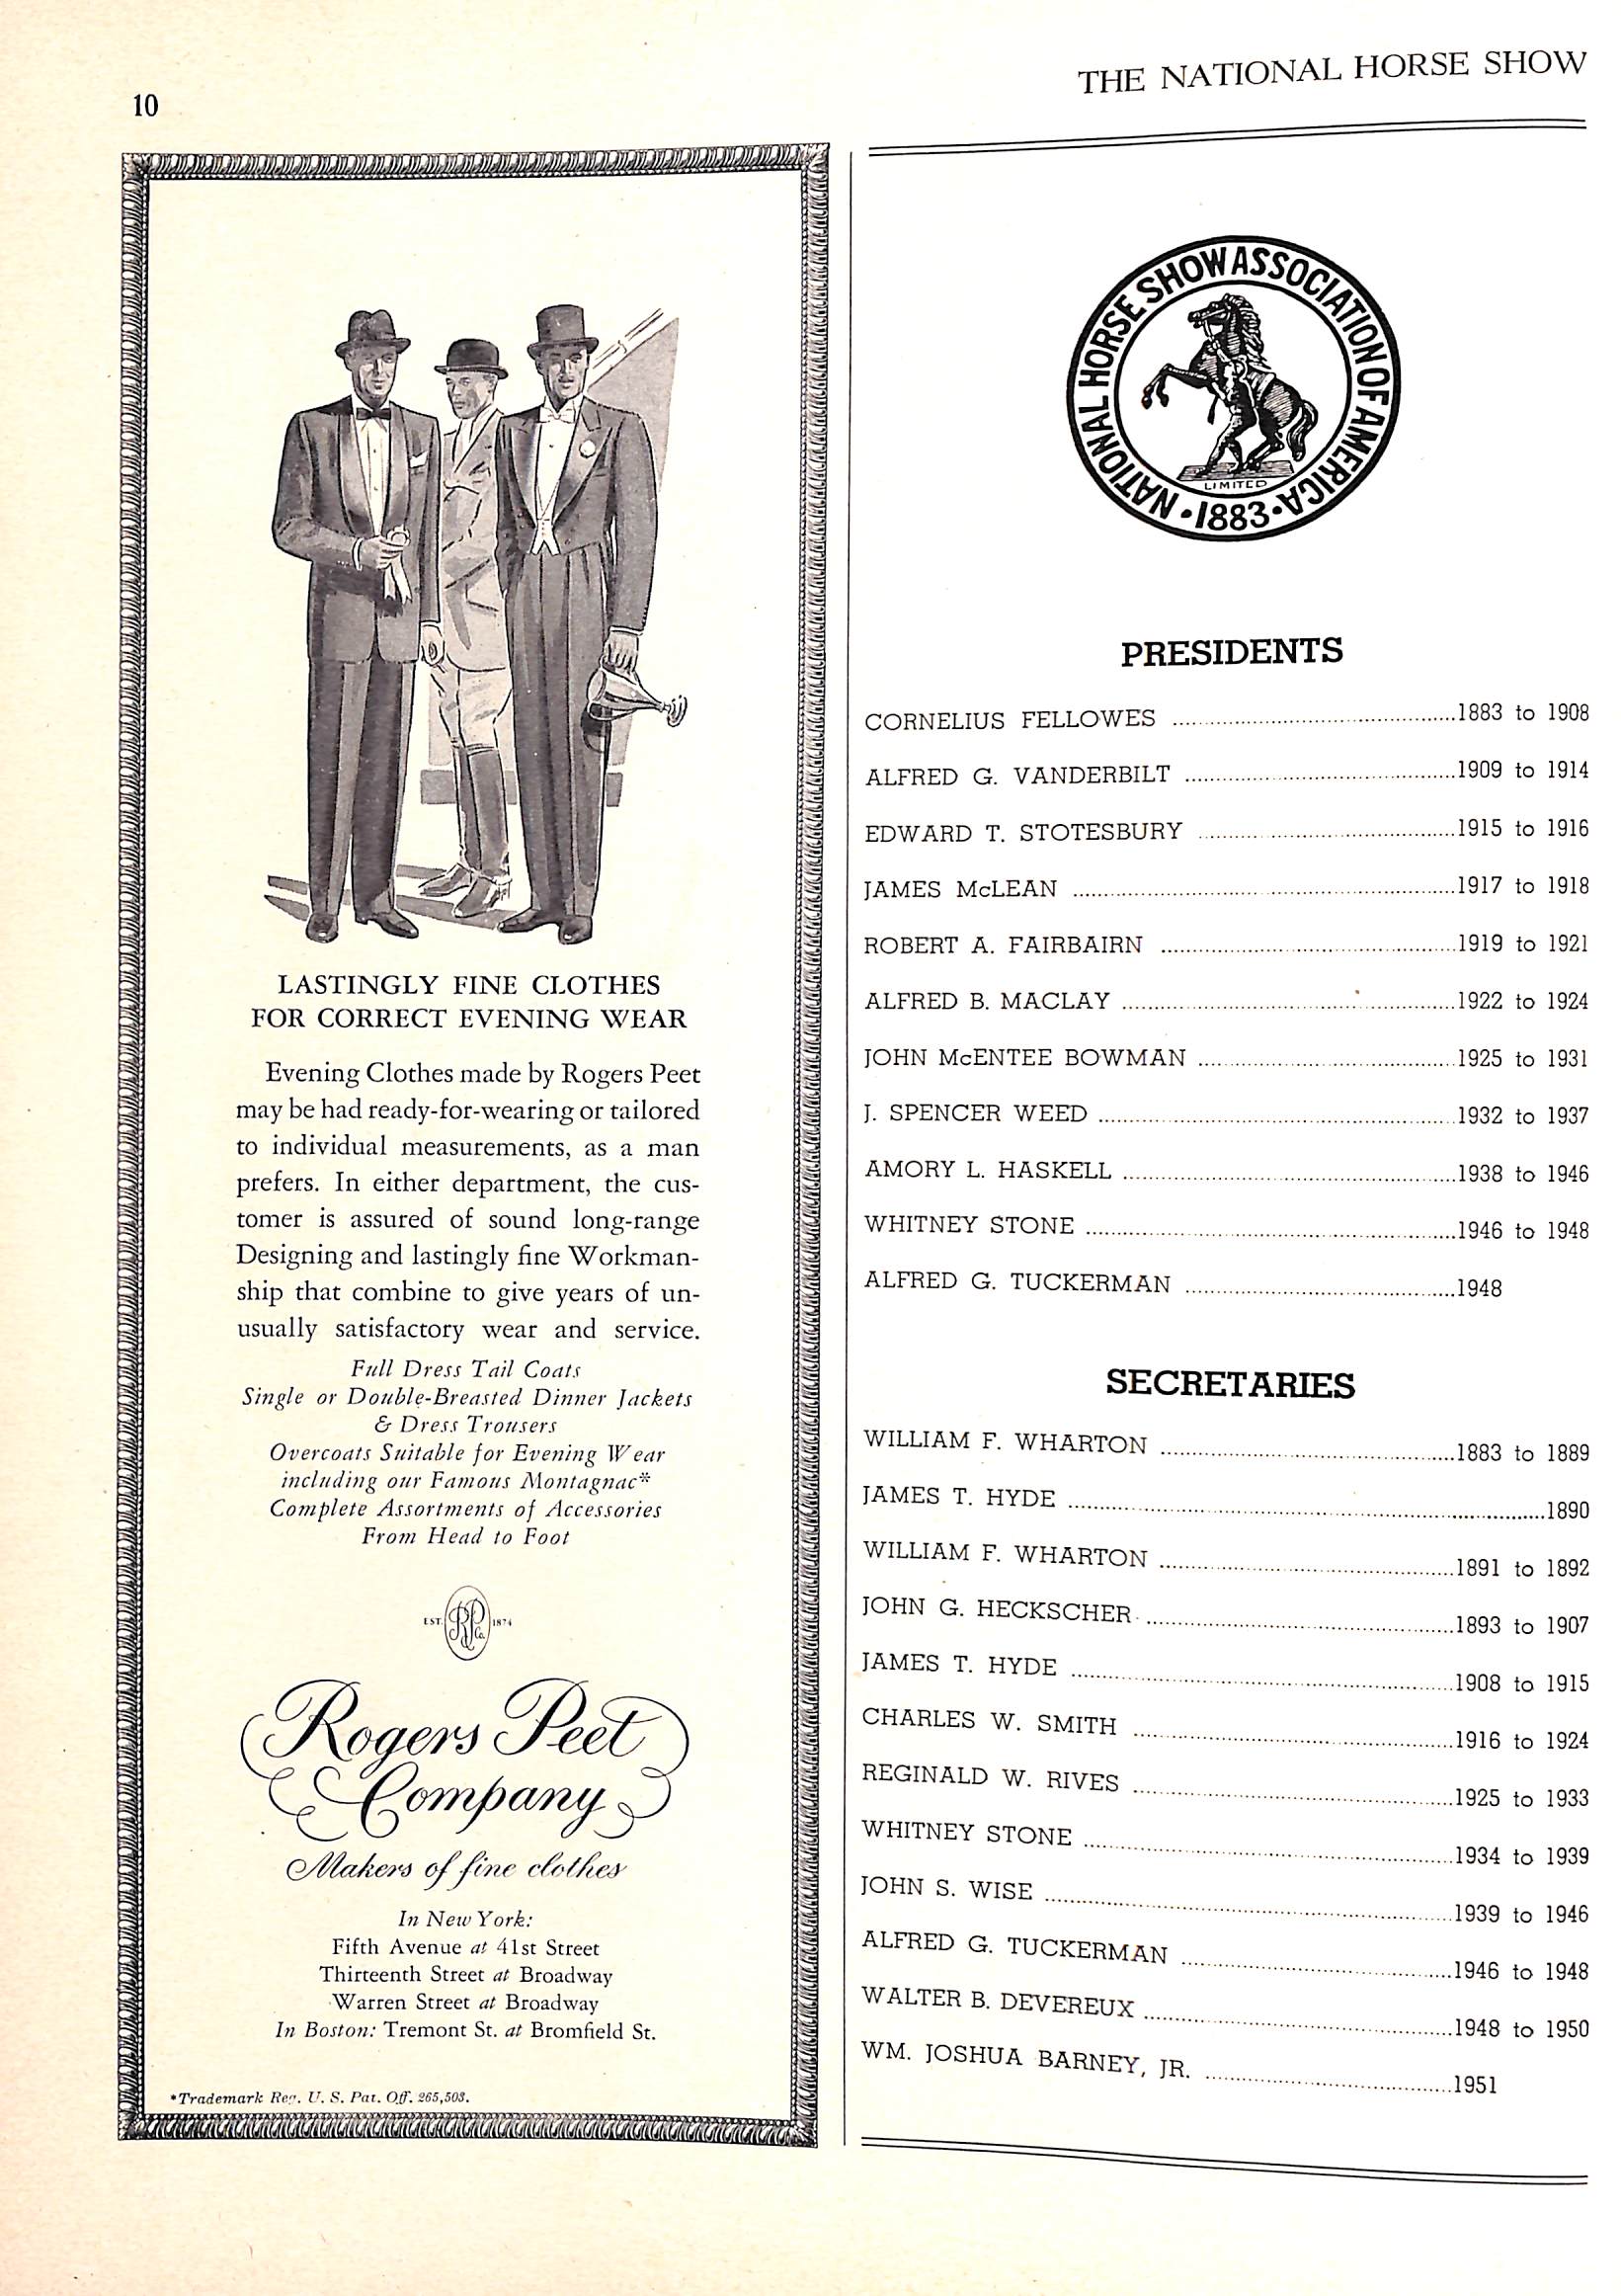 10
THE NATIONAL HORSE SHOW
LASTINGLY FINE CLOTHES
FOR CORRECT EVENING WEAR
Evening Clothes made by Rogers Peet
may be had ready-for-wearing or tailored
to individual measurements, as a man
prefers. In either department, the cus-
tomer is assured of sound long-range
Designing and lastingly fine Workman-
ship that combine to give years of un-
usually satisfactory wear and service.
Full Dress Tail Coats
Single or Double-Breasted Dinner Jackets
& Dress Trousers
Overcoats Suitable for Evening Wear
including our Famous Montagnac*
Complete Assortments of Accessories
From Head to Foot
EST. RP Co. 1874
Rogers Peet
Company
Makers of fine clothes
In New York:
Fifth Avenue at 41st Street
Thirteenth Street at Broadway
Warren Street at Broadway
In Boston: Tremont St. at Bromfield St.
*Trademark Reg. U. S. Pat. Off. 265,503.
NATIONAL HORSE SHOW ASSOCIATION OF AMERICA
LIMITED
• 1883 •
PRESIDENTS
CORNELIUS FELLOWES ........ 1883 to 1908
ALFRED G. VANDERBILT ........ 1909 to 1914
EDWARD T. STOTESBURY ........ 1915 to 1916
JAMES McLEAN ........ 1917 to 1918
ROBERT A. FAIRBAIRN ........ 1919 to 1921
ALFRED B. MACLAY ........ 1922 to 1924
JOHN McENTEE BOWMAN ........ 1925 to 1931
J. SPENCER WEED ........ 1932 to 1937
AMORY L. HASKELL ........ 1938 to 1946
WHITNEY STONE ........ 1946 to 1948
ALFRED G. TUCKERMAN ........ 1948
SECRETARIES
WILLIAM F. WHARTON ........ 1883 to 1889
JAMES T. HYDE ........ 1890
WILLIAM F. WHARTON ........ 1891 to 1892
JOHN G. HECKSCHER ........ 1893 to 1907
JAMES T. HYDE ........ 1908 to 1915
CHARLES W. SMITH ........ 1916 to 1924
REGINALD W. RIVES ........ 1925 to 1933
WHITNEY STONE ........ 1934 to 1939
JOHN S. WISE ........ 1939 to 1946
ALFRED G. TUCKERMAN ........ 1946 to 1948
WALTER B. DEVEREUX ........ 1948 to 1950
WM. JOSHUA BARNEY, JR. ........ 1951